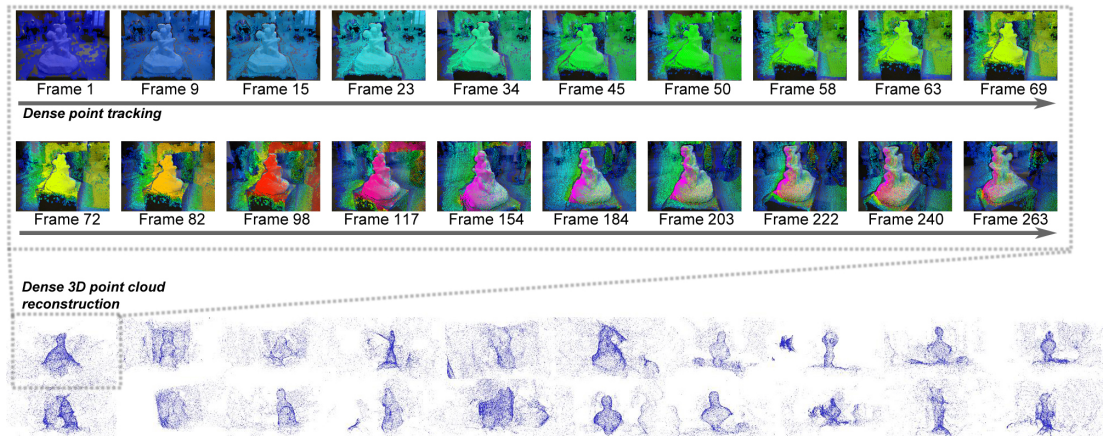 Frame 1 Frame 9 Frame 15 Frame 23 Frame 34 Frame 45 Frame 50 Frame 58 Frame 63 Frame 69
Dense point tracking
Frame 72 Frame 82 Frame 98 Frame 117 Frame 154 Frame 184 Frame 203 Frame 222 Frame 240 Frame 263
Dense 3D point cloud
reconstruction